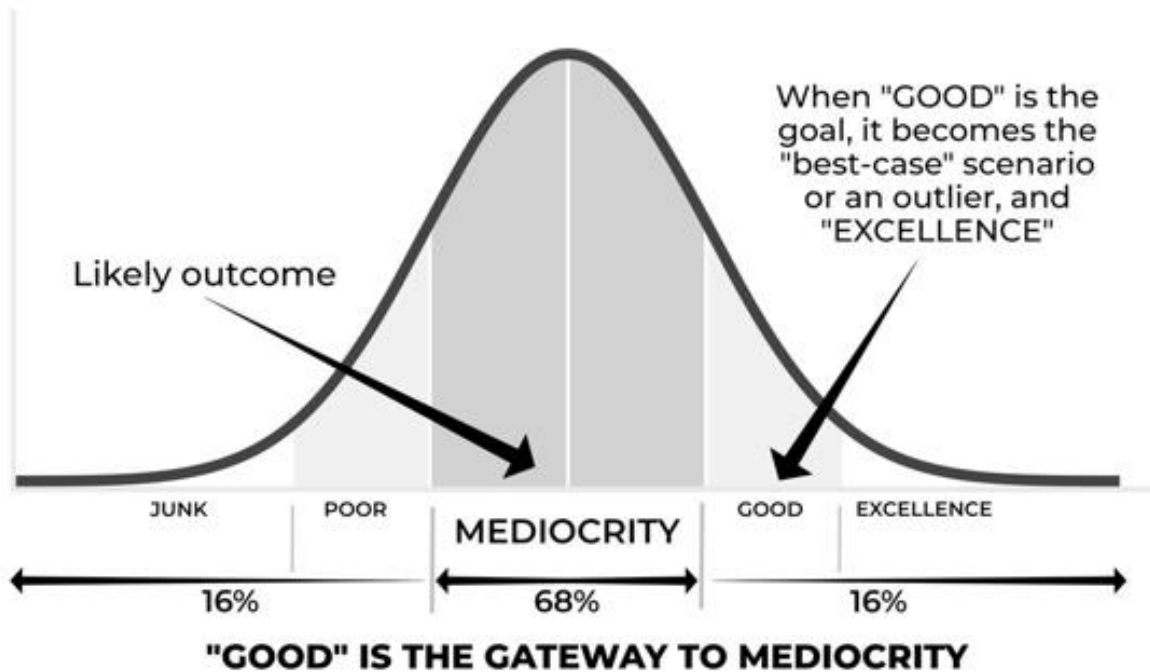 When "GOOD" is the
goal, it becomes the
"best-case" scenario
or an outlier, and
"EXCELLENCE"
Likely outcome
JUNK
POOR
MEDIOCRITY
GOOD
EXCELLENCE
16%
68%
16%
"GOOD" IS THE GATEWAY TO MEDIOCRITY